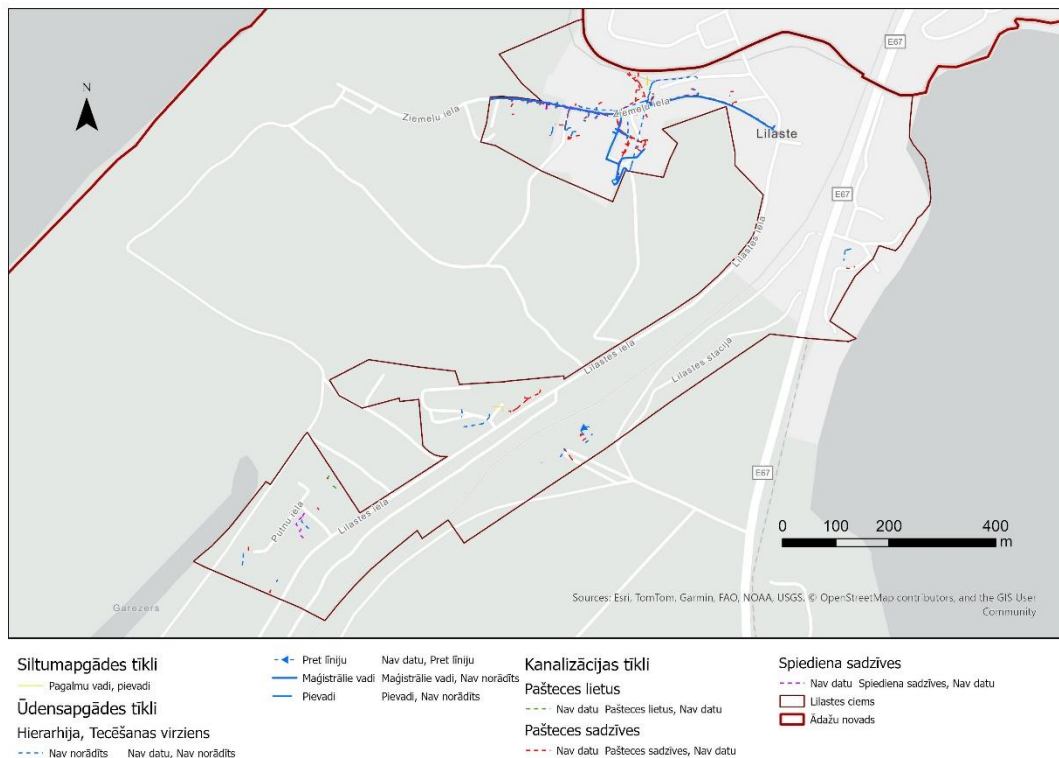 E67
N
Ziemeļu iela
Ziemeļu iela
Lilaste
E67
Lilastes iela
Lilastes iela
Lilastes stacija
E67
Putnu iela
Lilastes iela
0 100 200 400
m
Garezera
Sources: Esri, TomTom, Garmin, FAO, NOAA, USGS, © OpenStreetMap contributors, and the GIS User
Community
Siltumapgādes tīkli
Pagalmu vadi, pievadi
Ūdensapgādes tīkli
Hierarhija, Tecēšanas virziens
Nav norādīts Nav datu, Nav norādīts
Pret līniju Nav datu, Pret līniju
Maģistrālie vadi Maģistrālie vadi, Nav norādīts
Pievadi Pievadi, Nav norādīts
Kanalizācijas tīkli
Pašteces lietus
Nav datu Pašteces lietus, Nav datu
Pašteces sadzīves
Nav datu Pašteces sadzīves, Nav datu
Spiediena sadzīves
Nav datu Spiediena sadzīves, Nav datu
Lilastes ciems
Ādažu novads